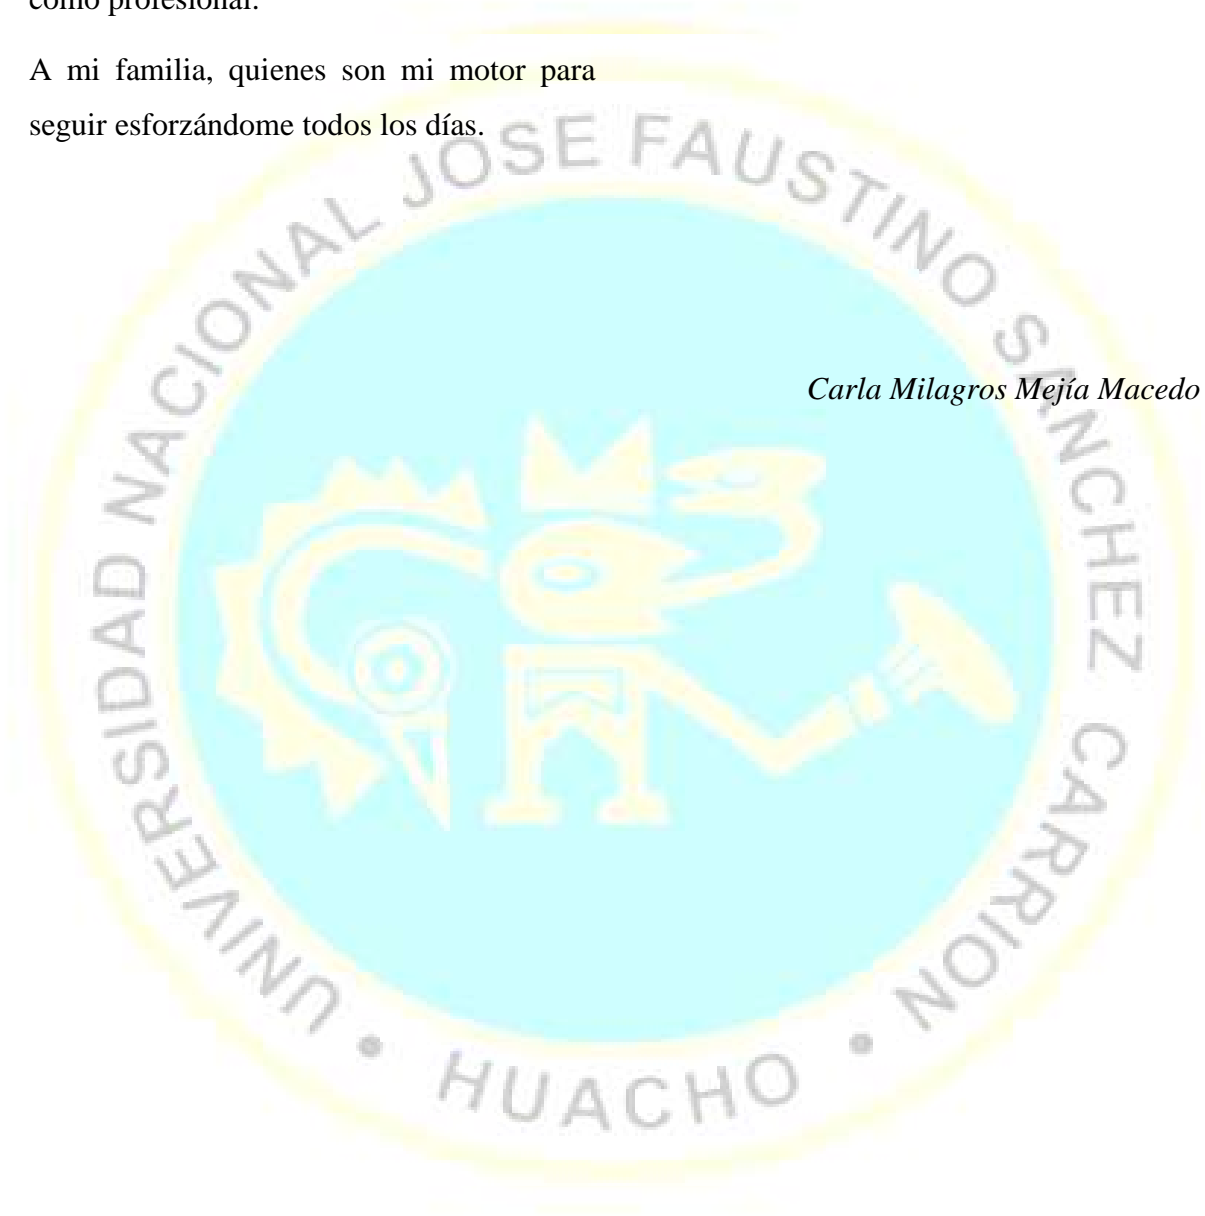 como profesional.
A mi familia, quienes son mi motor para
seguir esforzándome todos los días.
Carla Milagros Mejía Macedo
UNIVERSIDAD NACIONAL JOSE FAUSTINO SANCHEZ CARRION
• HUACHO •